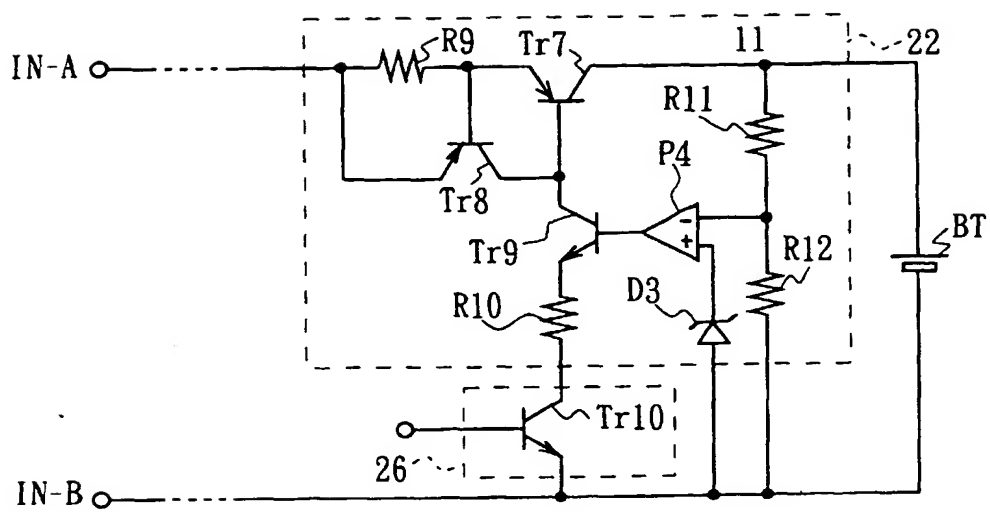 R9
Tr7
11
22
IN-A
R11
P4
Tr8
BT
Tr9
R12
D3
R10
-
+
Tr10
26
IN-B